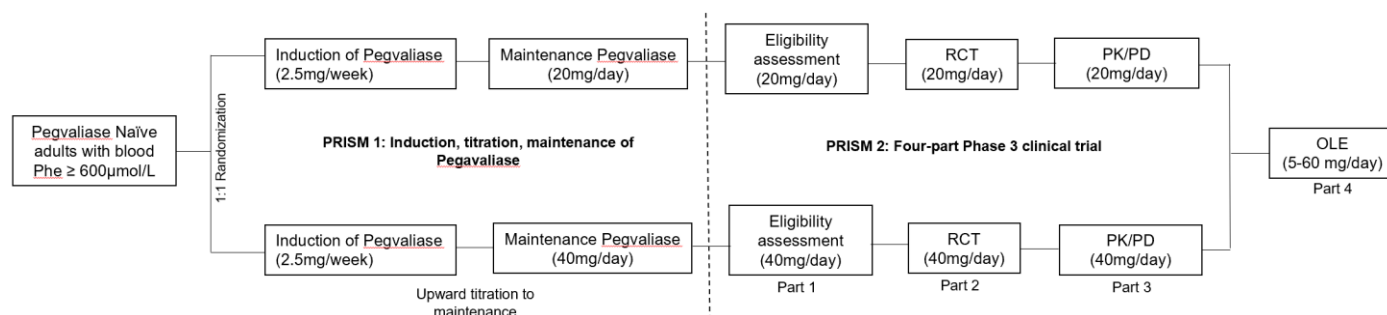 Pegvaliase Naïve
adults with blood
Phe ≥ 600µmol/L
1:1 Randomization
Induction of Pegvaliase
(2.5mg/week)
Maintenance Pegvaliase
(20mg/day)
Eligibility
assessment
(20mg/day)
RCT
(20mg/day)
PK/PD
(20mg/day)
PRISM 1: Induction, titration, maintenance of
Pegavaliase
PRISM 2: Four-part Phase 3 clinical trial
OLE
(5-60 mg/day)
Part 4
Induction of Pegvaliase
(2.5mg/week)
Maintenance Pegvaliase
(40mg/day)
Eligibility
assessment
(40mg/day)
RCT
(40mg/day)
PK/PD
(40mg/day)
Upward titration to
maintenance
Part 1
Part 2
Part 3